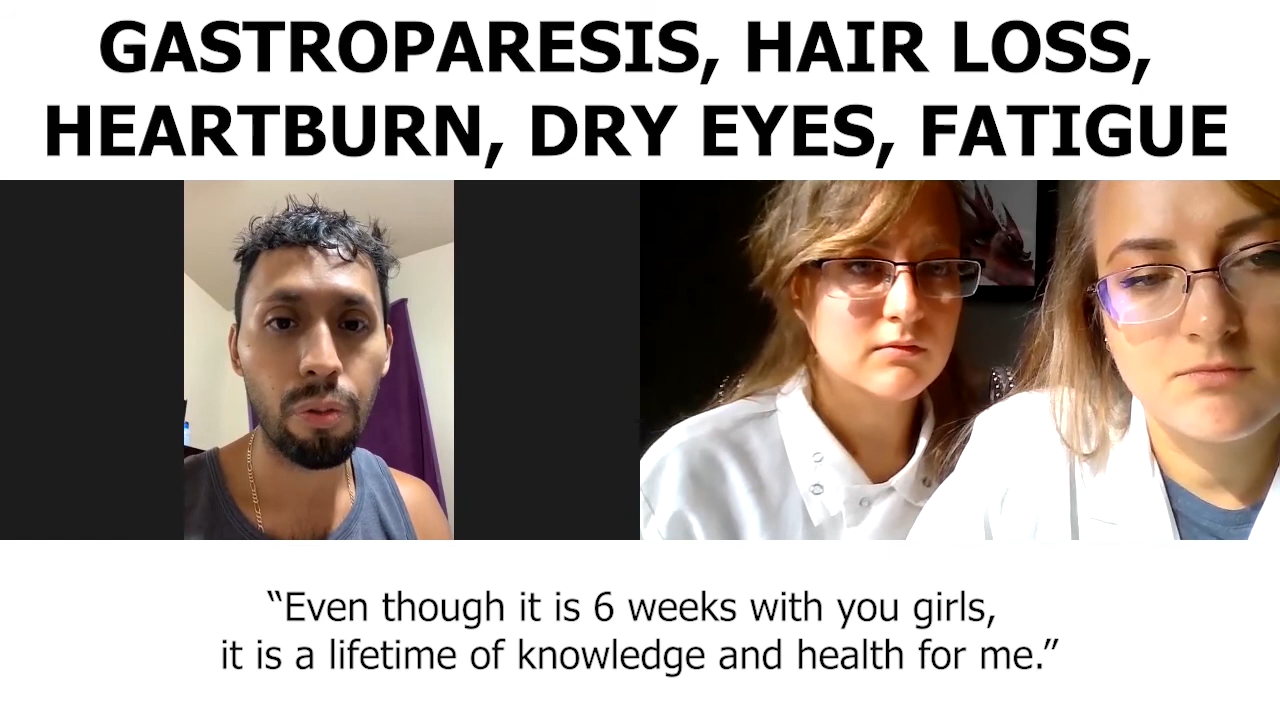 GASTROPARESIS, HAIR LOSS,
HEARTBURN, DRY EYES, FATIGUE
“Even though it is 6 weeks with you girls,
it is a lifetime of knowledge and health for me.”